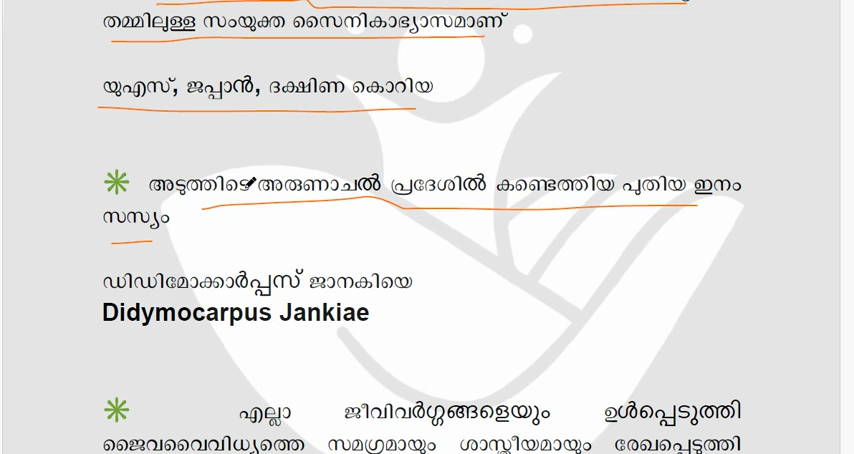 തമ്മിലുള്ള സംയുക്ത സൈനികാഭ്യാസമാണ്
യുഎസ്, ജപ്പാൻ, ദക്ഷിണ കൊറിയ
അടുത്തിടെ അരുണാചൽ പ്രദേശിൽ കണ്ടെത്തിയ പുതിയ ഇനം
സസ്യം
ഡിഡിമോക്കാർപ്പസ് ജാനകിയെ
Didymocarpus Jankiae
എല്ലാ ജീവിവർഗ്ഗങ്ങളെയും ഉൾപ്പെടുത്തി
ജൈവവൈവിധ്യത്തെ സമഗ്രമായും ശാസ്ത്രീയമായും രേഖപ്പെടുത്തി